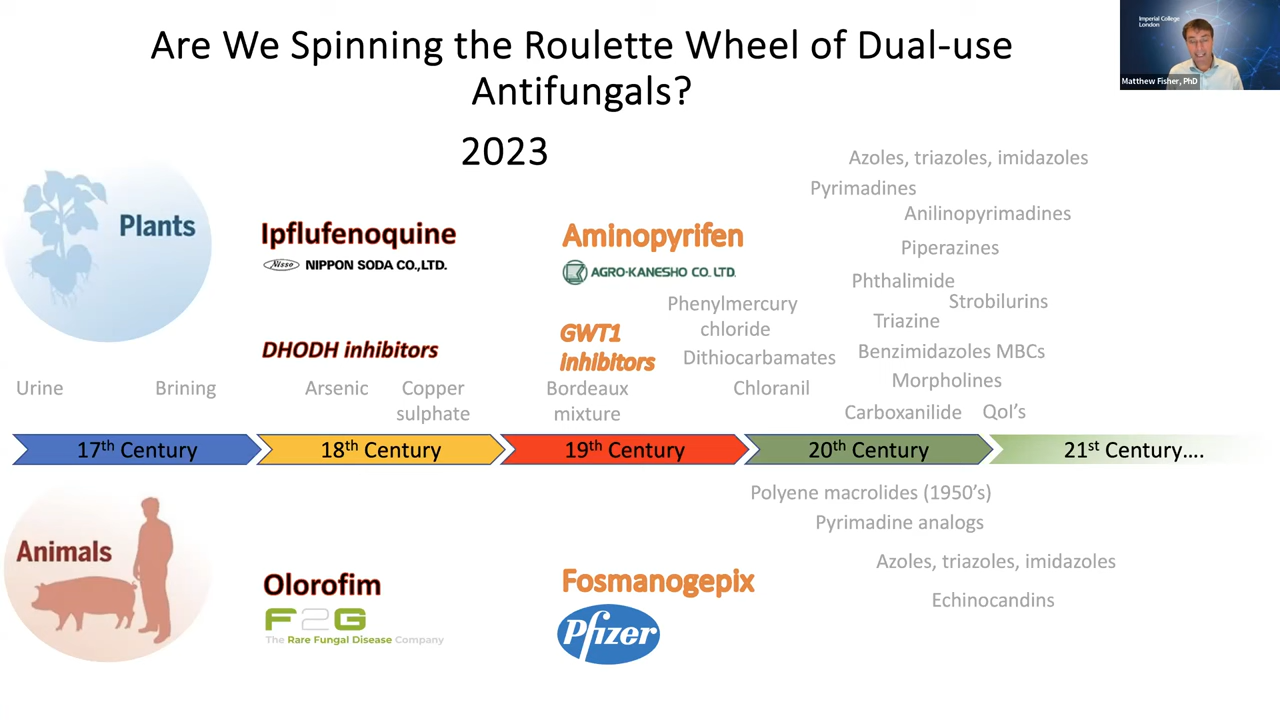 Are We Spinning the Roulette Wheel of Dual-use
Antifungals?
2023
Imperial College
London
Matthew Fisher, PhD
Plants
Ipflufenoquine
Nisso NIPPON SODA CO.,LTD.
DHODH inhibitors
Aminopyrifen
AGRO-KANESHO CO. LTD.
GWT1
inhibitors
Azoles, triazoles, imidazoles
Pyrimadines
Anilinopyrimadines
Piperazines
Phthalimide
Strobilurins
Triazine
Benzimidazoles MBCs
Morpholines
Carboxanilide
QoI's
Phenylmercury
chloride
Dithiocarbamates
Chloranil
Urine
Brining
Arsenic
Copper
sulphate
Bordeaux
mixture
17th Century
18th Century
19th Century
20th Century
21st Century....
Animals
Olorofim
F2G
The Rare Fungal Disease Company
Fosmanogepix
Pfizer
Polyene macrolides (1950's)
Pyrimadine analogs
Azoles, triazoles, imidazoles
Echinocandins